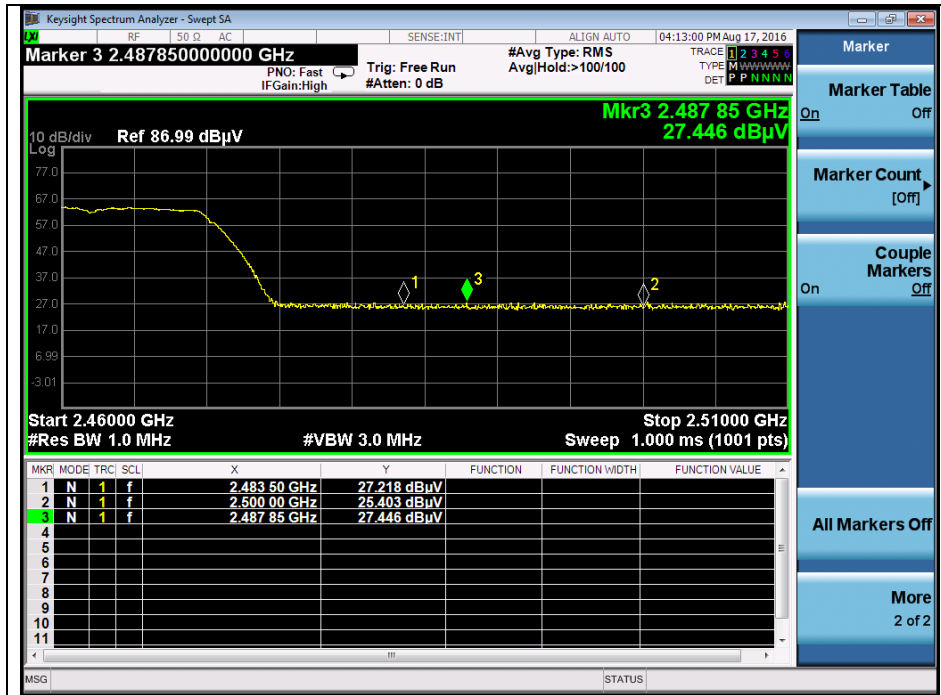 Keysight Spectrum Analyzer - Swept SA
LXI RF 50 Ω AC SENSE:INT ALIGN AUTO 04:13:00 PM Aug 17, 2016
Marker 3 2.487850000000 GHz
PNO: Fast
IFGain:High
Trig: Free Run
#Atten: 0 dB
#Avg Type: RMS
Avg|Hold:>100/100
TRACE 1 2 3 4 5 6
TYPE M W W W W W
DET P P N N N N
Mkr3 2.487 85 GHz
27.446 dBµV
10 dB/div Ref 86.99 dBµV
Log
77.0
67.0
57.0
47.0
37.0
27.0
17.0
6.99
-3.01
1
3
2
Start 2.46000 GHz
Stop 2.51000 GHz
#Res BW 1.0 MHz
#VBW 3.0 MHz
Sweep 1.000 ms (1001 pts)
MKR MODE TRC SCL X Y FUNCTION FUNCTION WIDTH FUNCTION VALUE
1 N 1 f 2.483 50 GHz 27.218 dBµV
2 N 1 f 2.500 00 GHz 25.403 dBµV
3 N 1 f 2.487 85 GHz 27.446 dBµV
4
5
6
7
8
9
10
11
MSG
STATUS
Marker
Marker Table
On Off
Marker Count
[Off]
Couple
Markers
On Off
All Markers Off
More
2 of 2